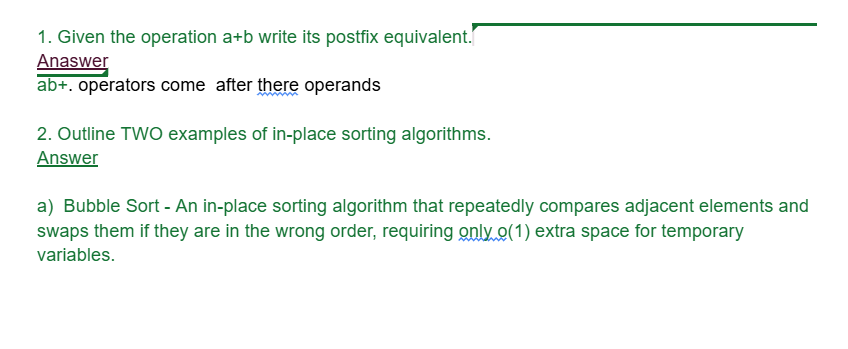 1. Given the operation a+b write its postfix equivalent.
Anaswer
ab+. operators come  after there operands
2. Outline TWO examples of in-place sorting algorithms.
Answer
a)  Bubble Sort - An in-place sorting algorithm that repeatedly compares adjacent elements and
swaps them if they are in the wrong order, requiring only o(1) extra space for temporary
variables.